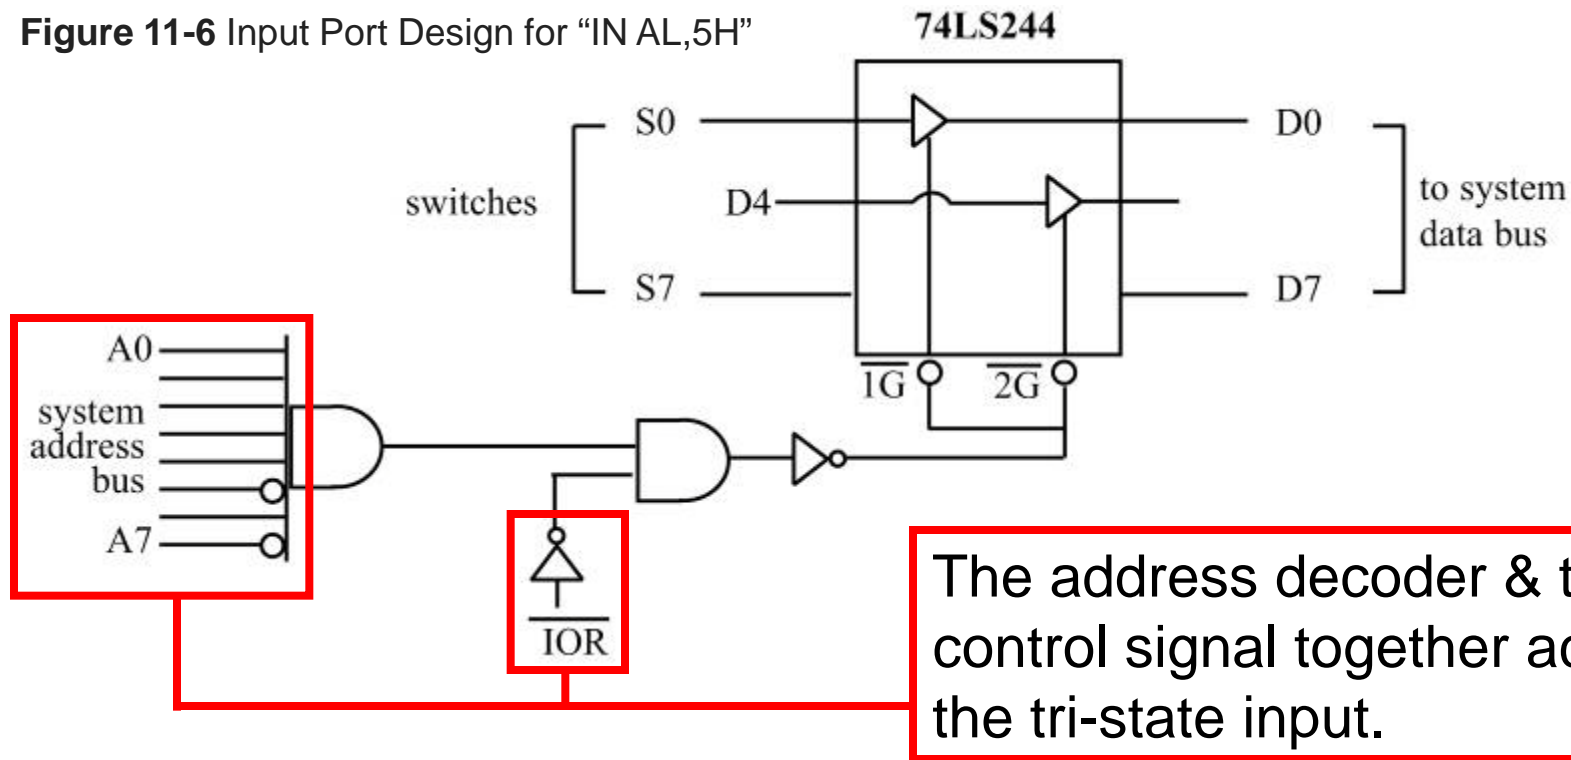 Figure 11-6 Input Port Design for “IN AL,5H”
74LS244
S0
D0
switches
D4
to system
data bus
S7
D7
A0
system
address
bus
A7
1G
2G
IOR
The address decoder &
control signal together
the tri-state input.